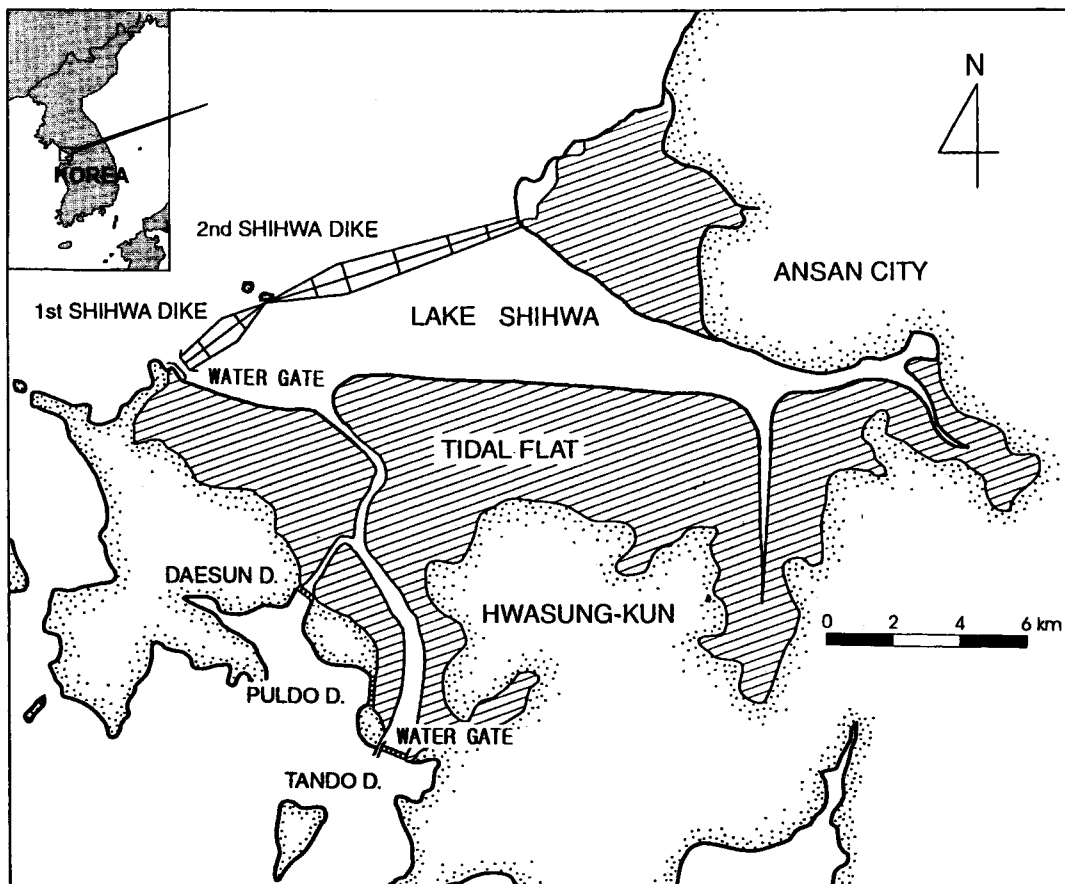 KOREA
N
2nd SHIHWA DIKE
ANSAN CITY
1st SHIHWA DIKE
LAKE SHIHWA
WATER GATE
TIDAL FLAT
DAESUN D.
HWASUNG-KUN
0 2 4 6 km
PULDO D.
WATER GATE
TANDO D.